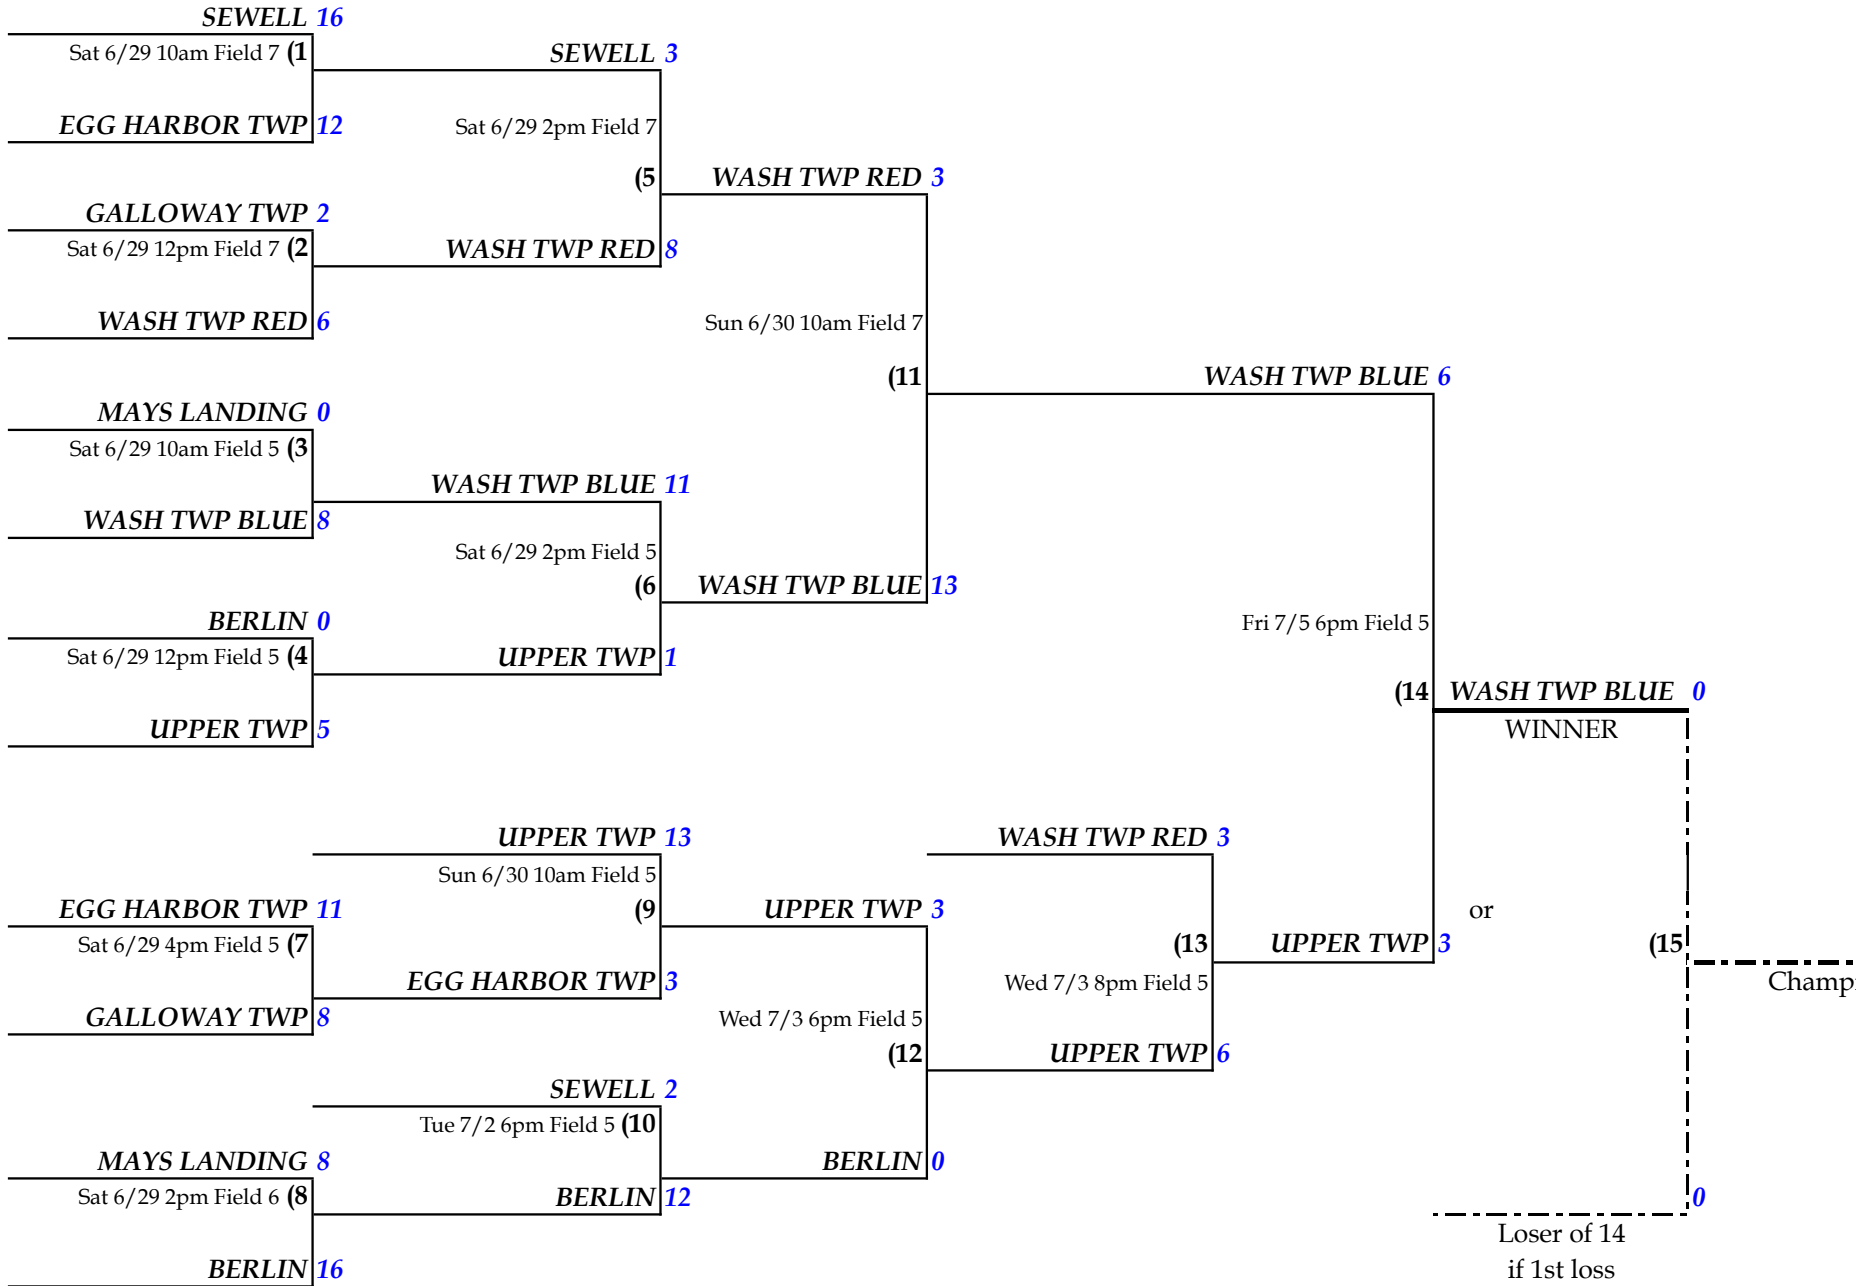 SEWELL 16
Sat 6/29 10am Field 7 (1
SEWELL 3
EGG HARBOR TWP 12
Sat 6/29 2pm Field 7
(5
WASH TWP RED 3
GALLOWAY TWP 2
Sat 6/29 12pm Field 7 (2
WASH TWP RED 8
WASH TWP RED 6
Sun 6/30 10am Field 7
(11
WASH TWP BLUE 6
MAYS LANDING 0
Sat 6/29 10am Field 5 (3
WASH TWP BLUE 11
WASH TWP BLUE 8
Sat 6/29 2pm Field 5
(6
WASH TWP BLUE 13
BERLIN 0
Sat 6/29 12pm Field 5 (4
UPPER TWP 1
Fri 7/5 6pm Field 5
(14
WASH TWP BLUE 0
WINNER
UPPER TWP 5
UPPER TWP 13
Sun 6/30 10am Field 5
(9
WASH TWP RED 3
EGG HARBOR TWP 11
Sat 6/29 4pm Field 5 (7
UPPER TWP 3
or
(13
UPPER TWP 3
(15
EGG HARBOR TWP 3
Wed 7/3 8pm Field 5
Champ
GALLOWAY TWP 8
Wed 7/3 6pm Field 5
(12
UPPER TWP 6
SEWELL 2
Tue 7/2 6pm Field 5 (10
MAYS LANDING 8
BERLIN 0
Sat 6/29 2pm Field 6 (8
BERLIN 12
0
Loser of 14
if 1st loss
BERLIN 16